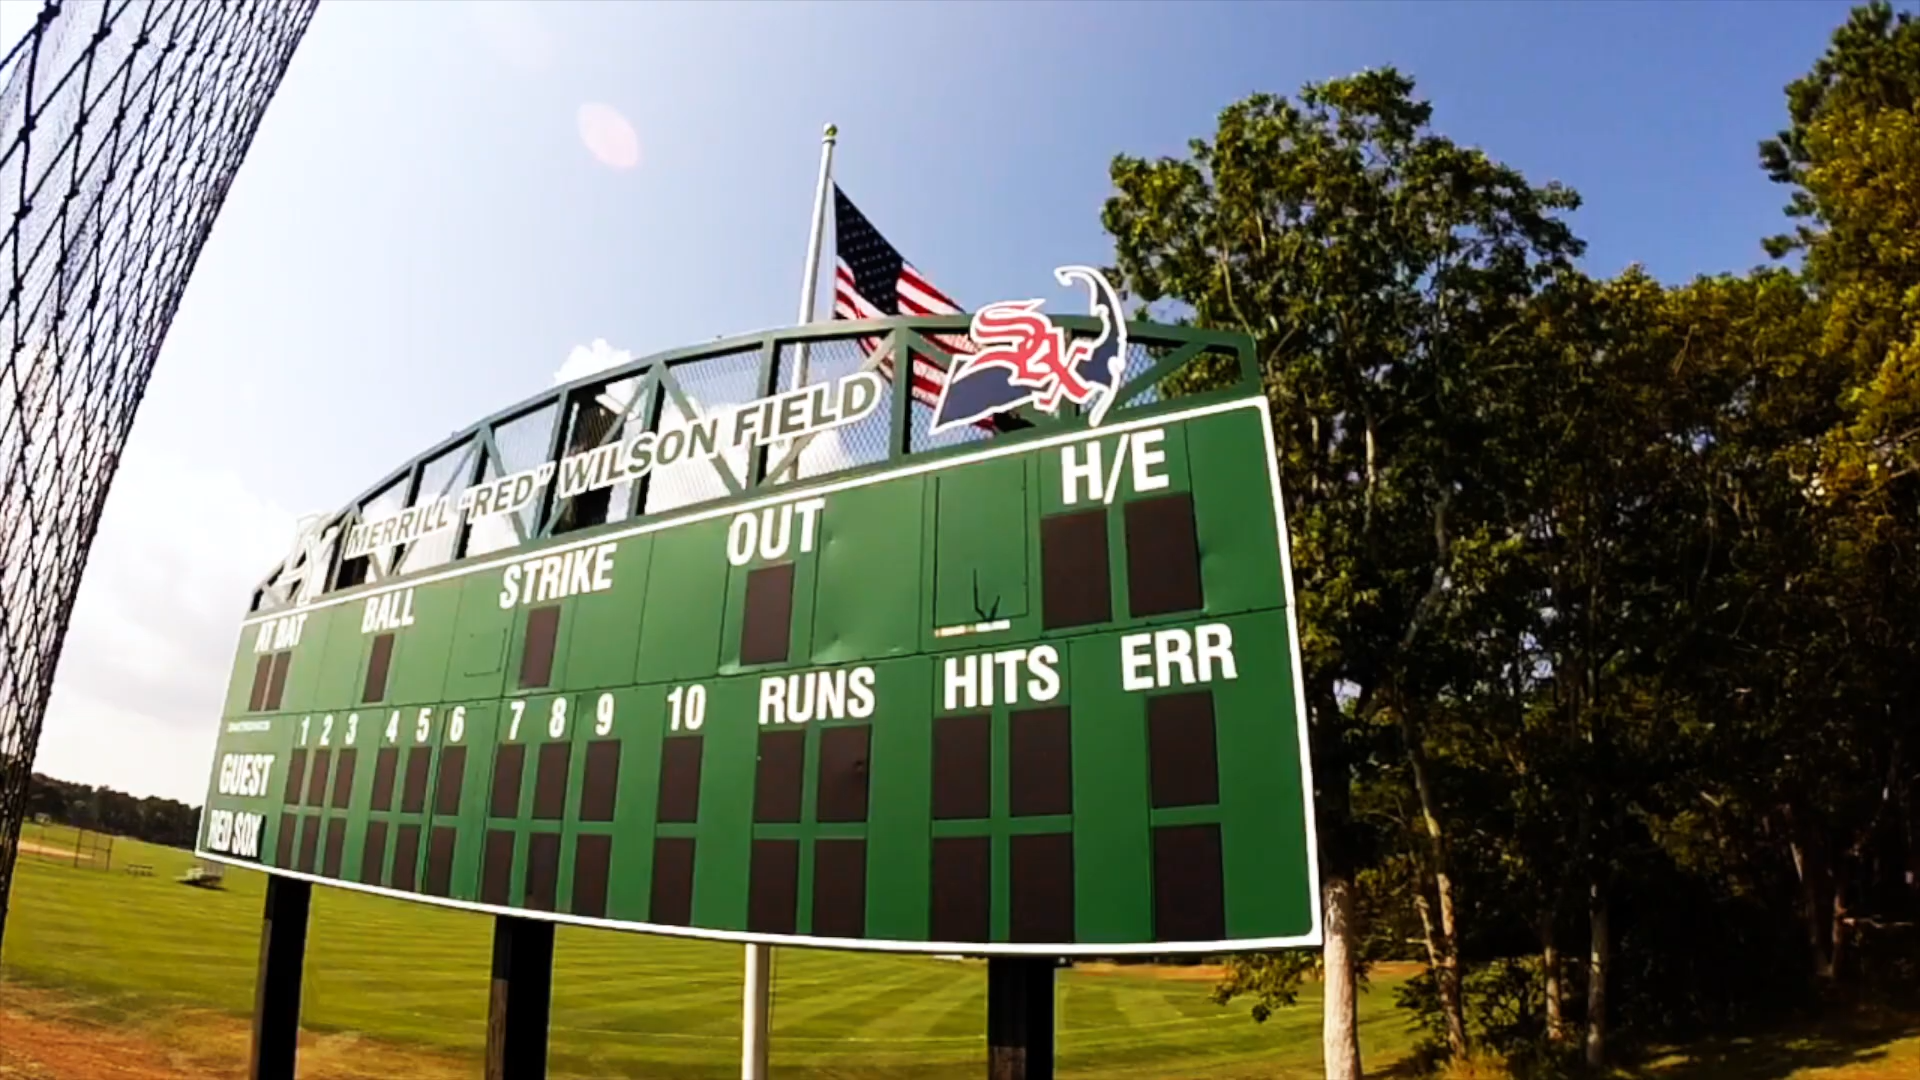 MERRILL "RED" WILSON FIELD
SOX
AT BAT BALL STRIKE OUT H/E
1 2 3 4 5 6 7 8 9 10 RUNS HITS ERR
GUEST
RED SOX